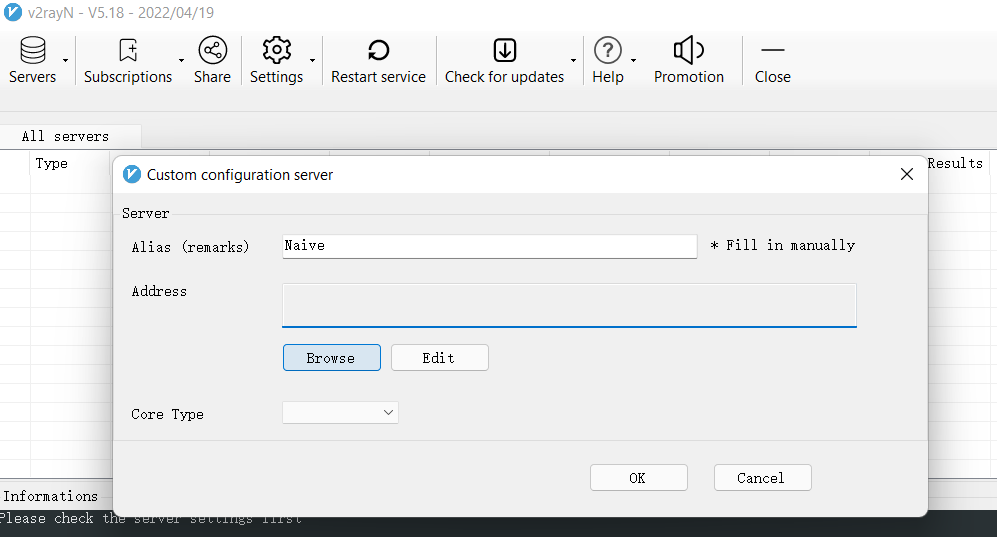 v2rayN - V5.18 - 2022/04/19
Servers Subscriptions Share Settings Restart service Check for updates Help Promotion Close
All servers
Type Results
Custom configuration server
Server
Alias (remarks) Naive * Fill in manually
Address
Browse Edit
Core Type
OK Cancel
Informations
Please check the server settings first